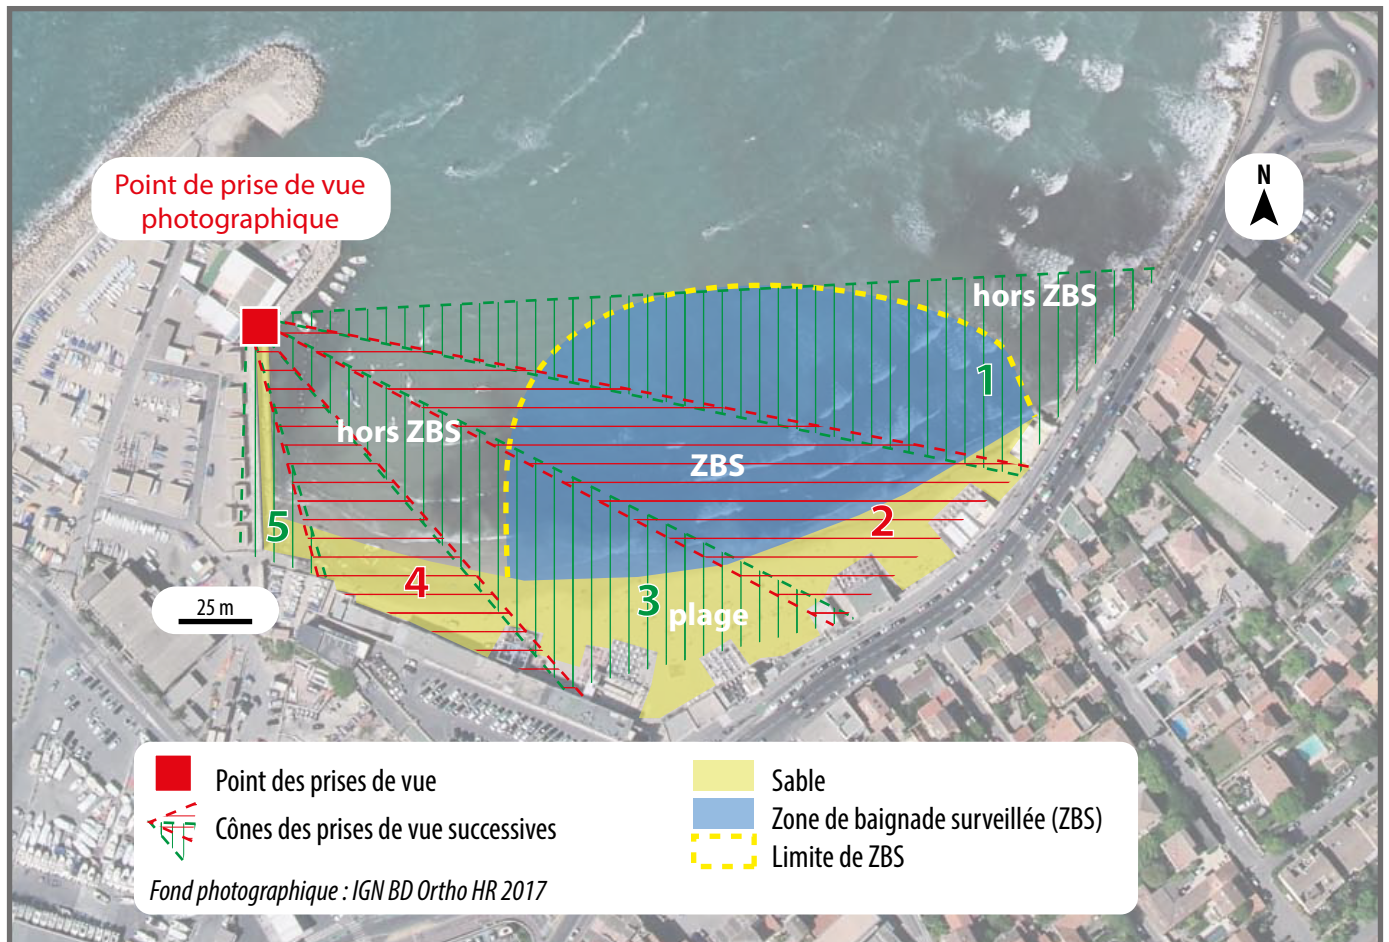 Point de prise de vue
photographique
N
hors ZBS
1
hors ZBS
ZBS
2
5
4
3
plage
25 m
Point des prises de vue
Cônes des prises de vue successives
Fond photographique : IGN BD Ortho HR 2017
Sable
Zone de baignade surveillée (ZBS)
Limite de ZBS